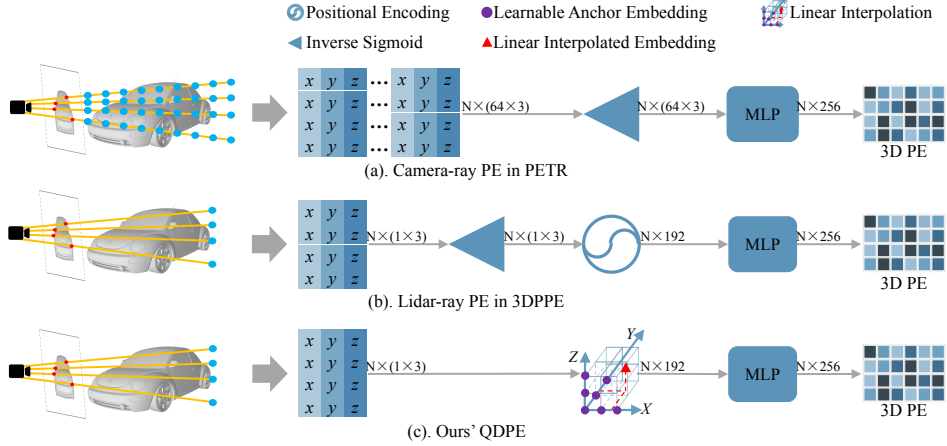 Positional Encoding
Learnable Anchor Embedding
Linear Interpolation
Inverse Sigmoid
Linear Interpolated Embedding
x y z ... x y z
x y z x y z
x y z ... x y z
x y z x y z
N×(64×3)
N×(64×3)
MLP
N×256
3D PE
(a). Camera-ray PE in PETR
x y z
x y z
x y z
x y z
N×(1×3)
N×(1×3)
N×192
MLP
N×256
3D PE
(b). Lidar-ray PE in 3DPPE
x y z
x y z
x y z
x y z
N×(1×3)
Z
Y
X
N×192
MLP
N×256
3D PE
(c). Ours' QDPE